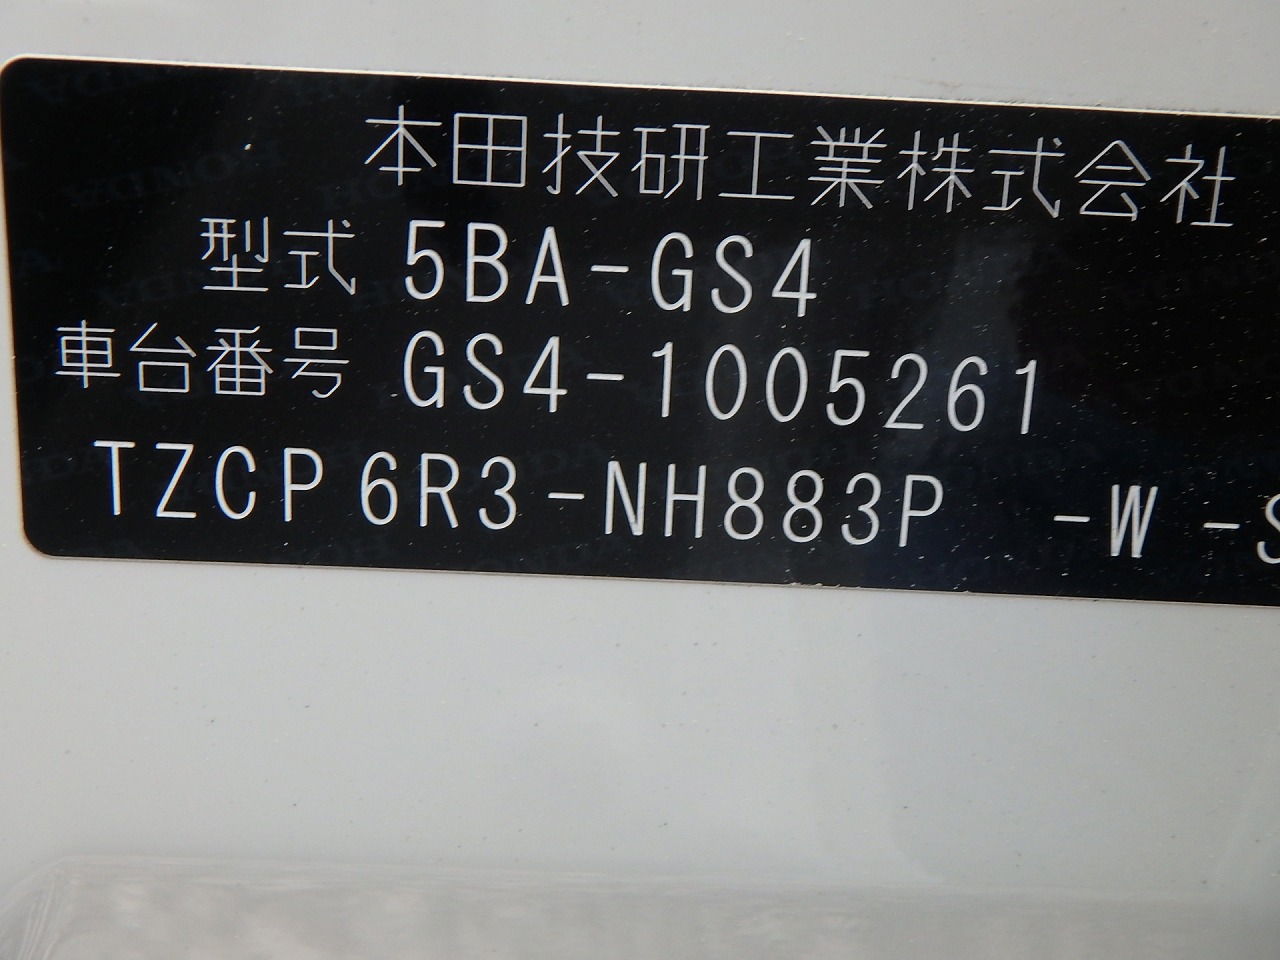 本田技研工業株式会社
型式 5BA-GS4
車台番号 GS4-1005261
TZCP 6R3-NH883P -W -S